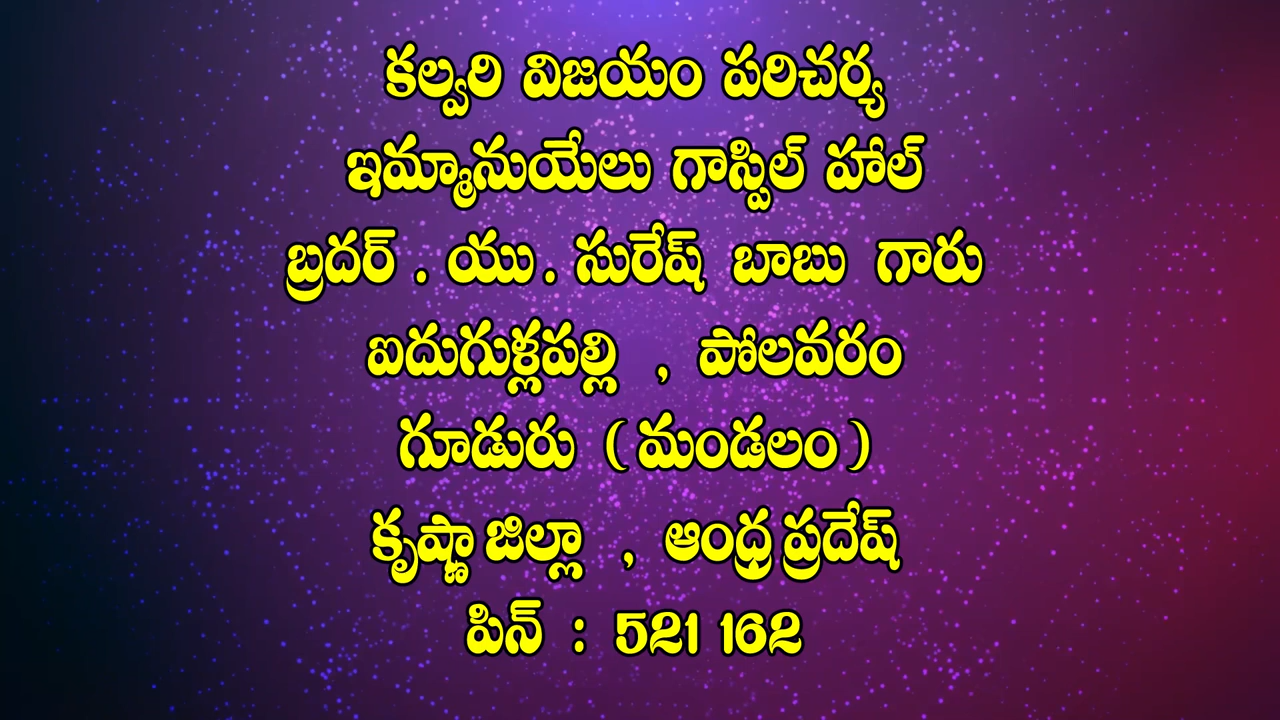 కల్వరి విజయం పరిచర్య
ఇమ్మానుయేలు గాస్పిల్ హాల్
బ్రదర్ . యు . సురేష్ బాబు గారు
ఐదుగుళ్లపల్లి , పోలవరం
గూడురు ( మండలం )
కృష్ణా జిల్లా , ఆంధ్ర ప్రదేష్
పిన్ : 521 162